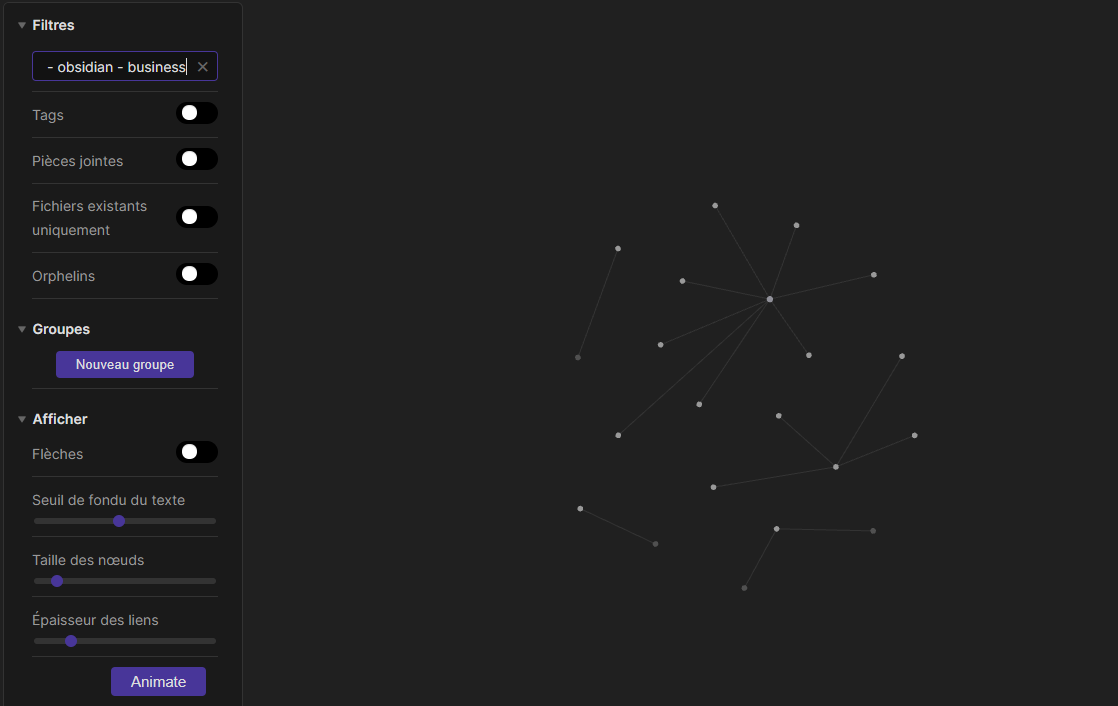 Filtres
- obsidian - business
Tags
Pièces jointes
Fichiers existants
uniquement
Orphelins
Groupes
Nouveau groupe
Afficher
Flèches
Seuil de fondu du texte
Taille des nœuds
Épaisseur des liens
Animate